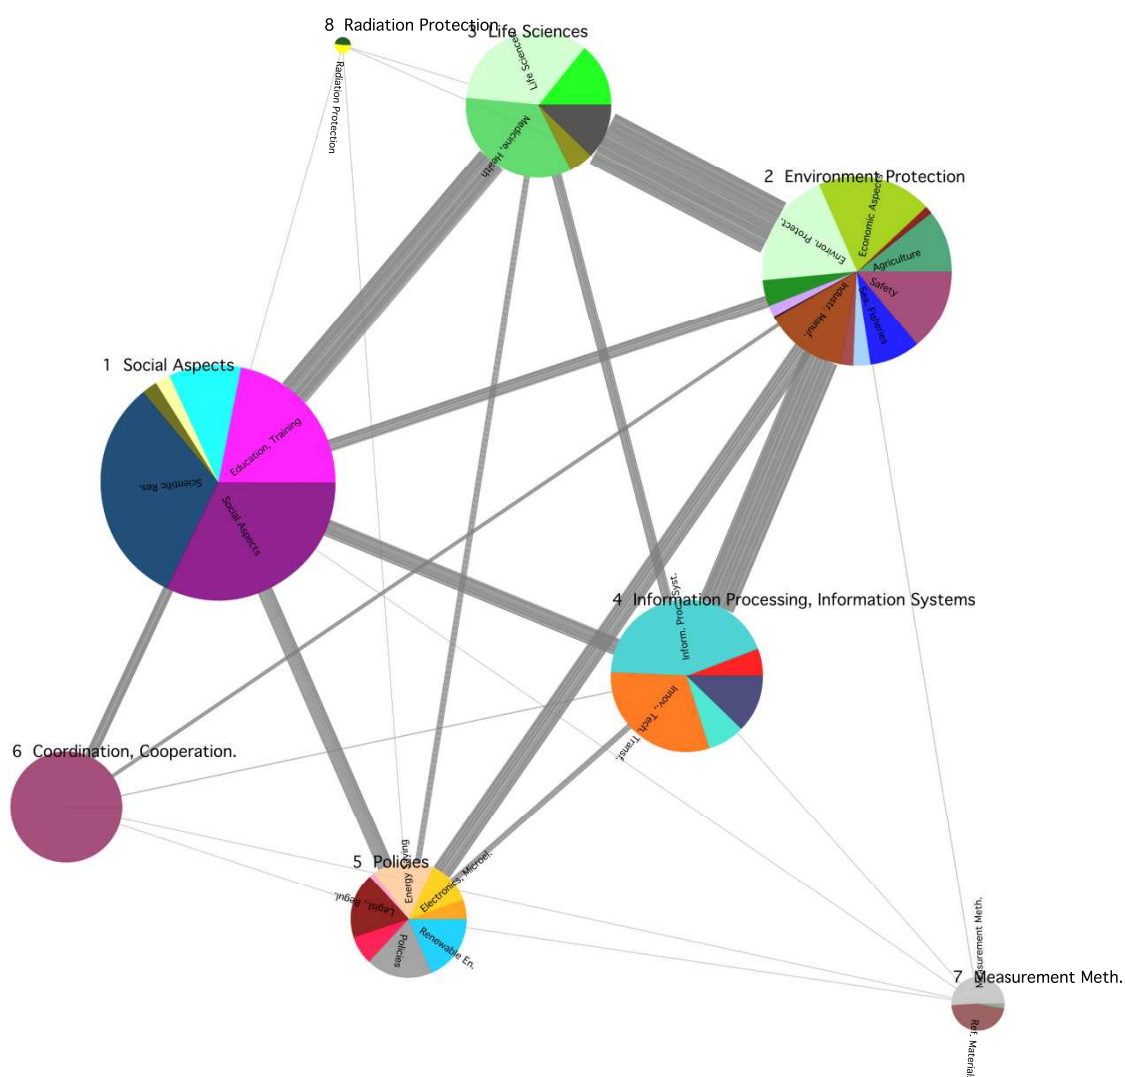 8 Radiation Protection
3 Life Sciences
Life Sciences
Radiation Protection
Medicine, Health
2 Environment Protection
Economic Aspects
Environ. Protect.
Agriculture
Safety
Sea, Fisheries
Industr. Manuf.
1 Social Aspects
Education, Training
Scientific Res.
Social Aspects
4 Information Processing, Information Systems
Inform. Proc., Syst.
Innov., Tech. Transf.
6 Coordination, Cooperation.
5 Policies
Energy Saving
Electronics, Microel.
Legisl., Regul.
Policies
Renewable En.
Measurement Meth.
7 Measurement Meth.
Ref. Material